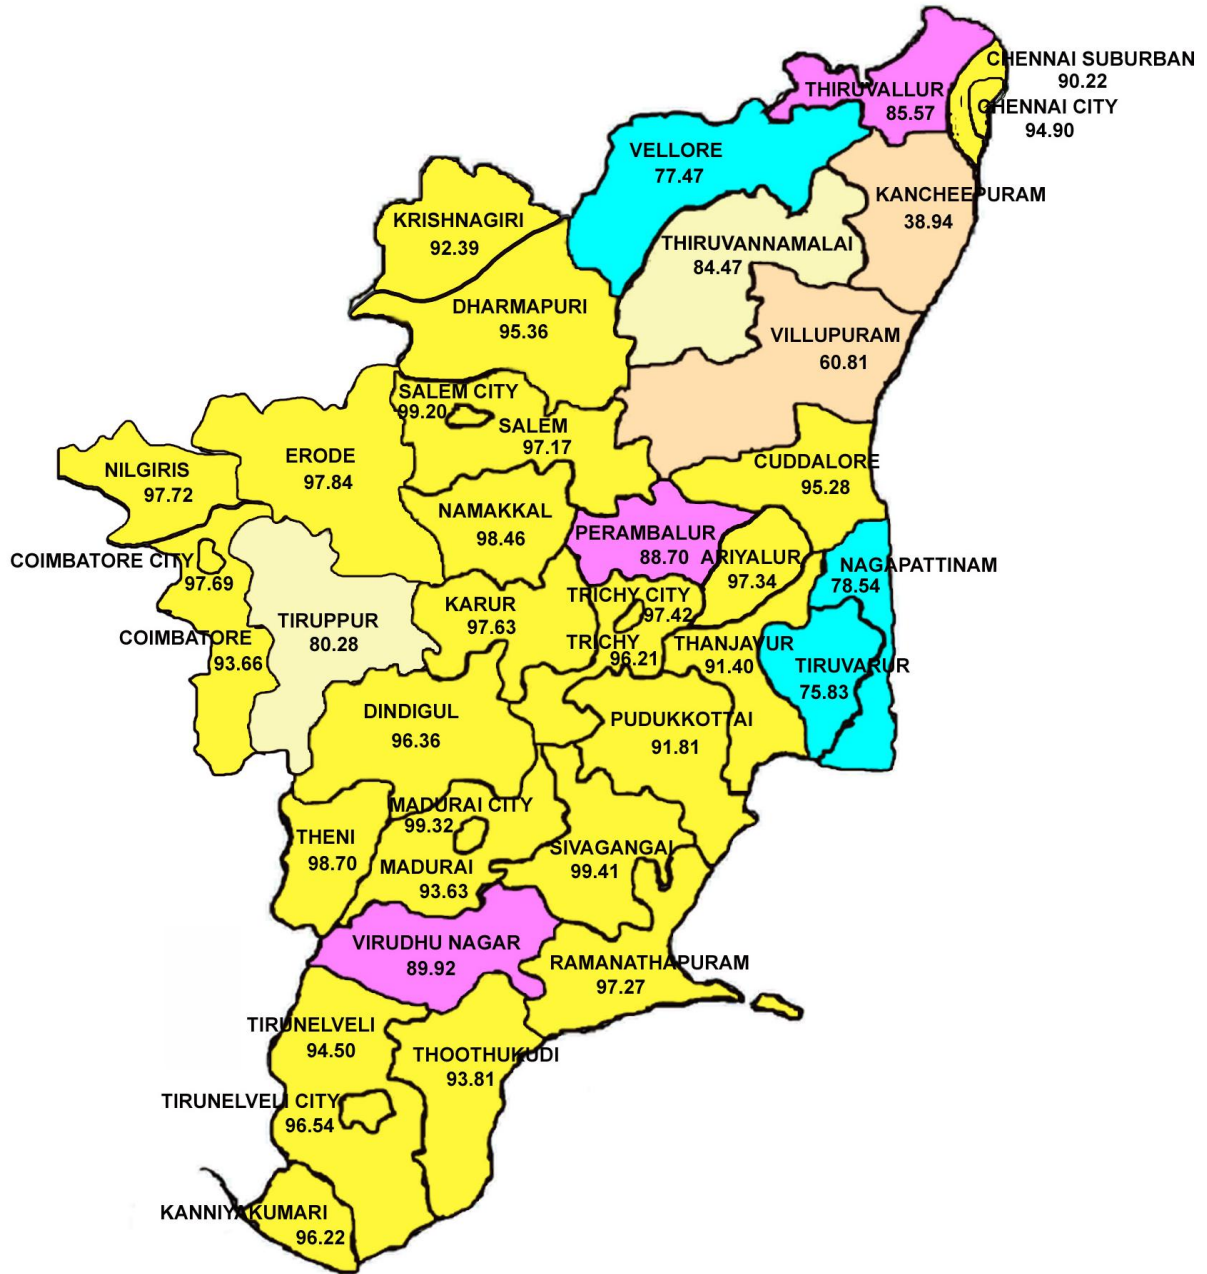 CHENNAI SUBURBAN
90.22
THIRUVALLUR
85.57
CHENNAI CITY
94.90
VELLORE
77.47
KANCHEEPURAM
38.94
KRISHNAGIRI
92.39
THIRUVANNAMALAI
84.47
DHARMAPURI
95.36
VILLUPURAM
60.81
SALEM CITY
99.20
SALEM
97.17
ERODE
97.84
NILGIRIS
97.72
CUDDALORE
95.28
NAMAKKAL
98.46
PERAMBALUR
88.70
ARIYALUR
97.34
COIMBATORE CITY
97.69
NAGAPATTINAM
78.54
TRICHY CITY
97.42
KARUR
97.63
TIRUPPUR
80.28
COIMBATORE
93.66
TRICHY
96.21
THANJAVUR
91.40
TIRUVARUR
75.83
DINDIGUL
96.36
PUDUKKOTTAI
91.81
MADURAI CITY
99.32
THENI
98.70
SIVAGANGAI
99.41
MADURAI
93.63
VIRUDHU NAGAR
89.92
RAMANATHAPURAM
97.27
TIRUNELVELI
94.50
THOOTHUKUDI
93.81
TIRUNELVELI CITY
96.54
KANNIYAKUMARI
96.22